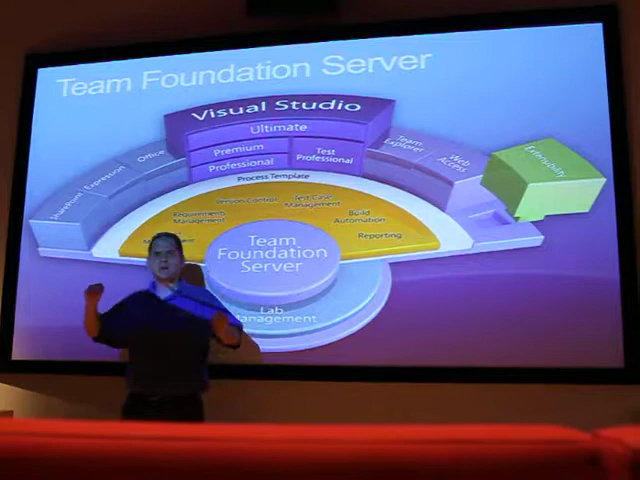 Team Foundation Server
Visual Studio
Ultimate
Premium
Professional
Test
Professional
SharePoint
Expression
Office
Team
Explorer
Web
Access
Extensibility
Process Template
Version Control
Test Case
Management
Requirements
Management
Build
Automation
Reporting
Team
Foundation
Server
Lab
Management